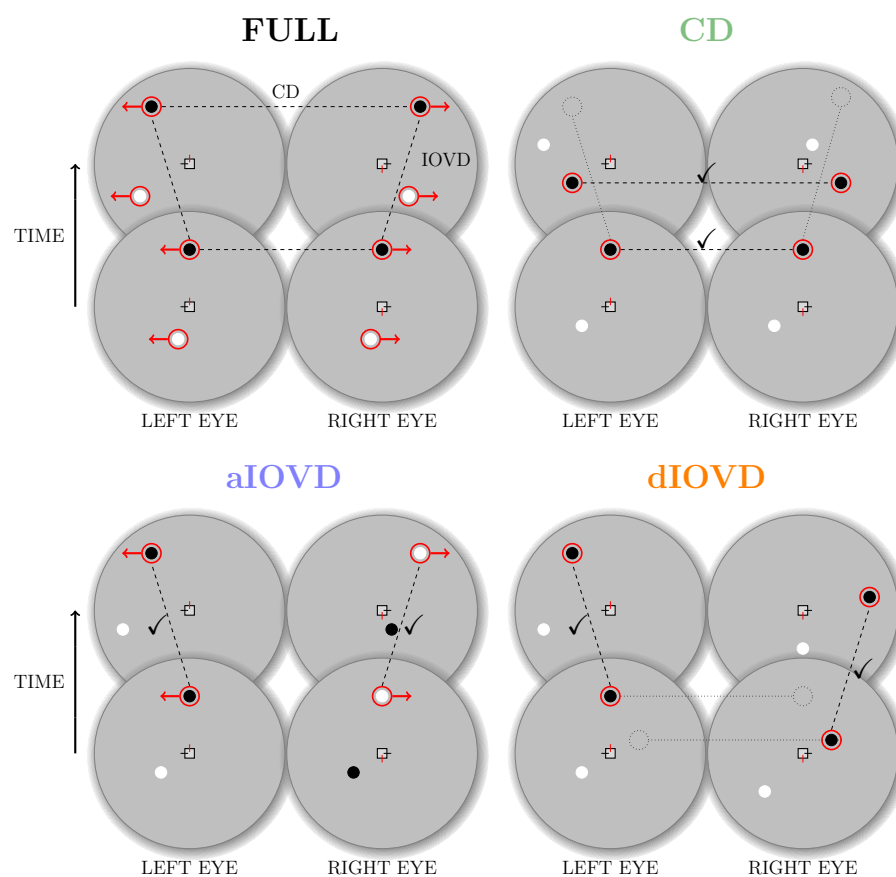 FULL
CD
CD
IOVD
TIME
LEFT EYE
RIGHT EYE
LEFT EYE
RIGHT EYE
aIOVD
dIOVD
TIME
LEFT EYE
RIGHT EYE
LEFT EYE
RIGHT EYE